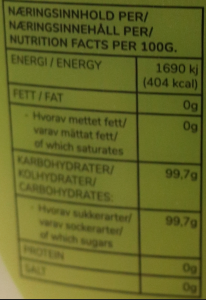 NÆRINGSINNHOLD PER/
NÄRINGSINNEHÅLL PER/
NUTRITION FACTS PER 100G.
ENERGI / ENERGY 1690 kj
(404 kcal)
FETT / FAT 0g
- Hvorav mettet fett/ 0g
varav mättat fett/
of which saturates
KARBOHYDRATER/ 99,7g
KOLHYDRATER/
CARBOHYDRATES:
- Hvorav sukkerarter/ 99,7g
varav sockerarter/
of which sugars
PROTEIN 0g
SALT 0g